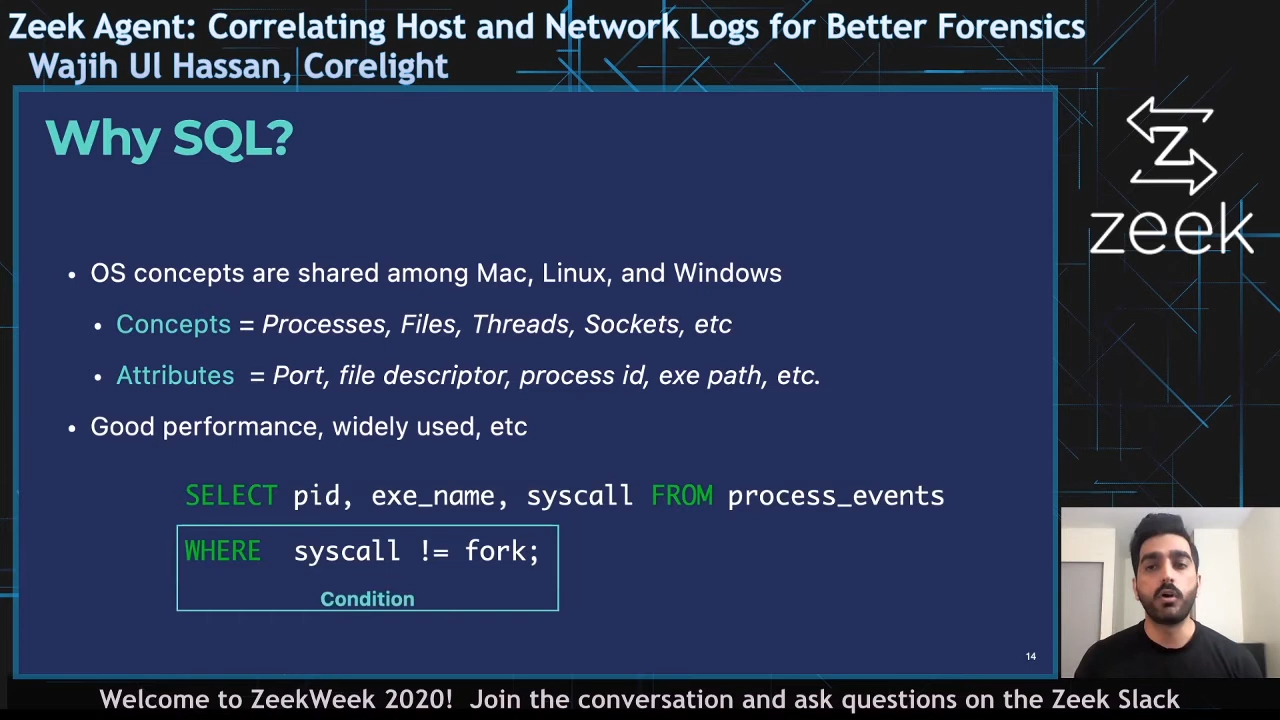 Zeek Agent: Correlating Host and Network Logs for Better Forensics
Wajih Ul Hassan, Corelight
Why SQL?
• OS concepts are shared among Mac, Linux, and Windows
• Concepts = Processes, Files, Threads, Sockets, etc
• Attributes = Port, file descriptor, process id, exe path, etc.
• Good performance, widely used, etc
SELECT pid, exe_name, syscall FROM process_events
WHERE syscall != fork;
Condition
14
Z
zeek
Welcome to ZeekWeek 2020! Join the conversation and ask questions on the Zeek Slack